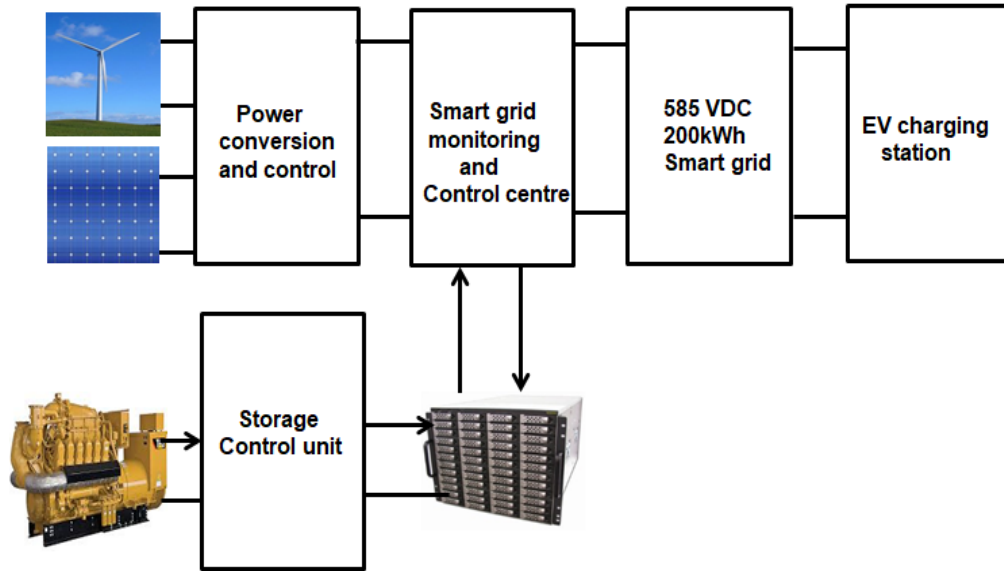 Power
conversion
and control
Smart grid
monitoring
and
Control centre
585 VDC
200kWh
Smart grid
EV charging
station
Storage
Control unit